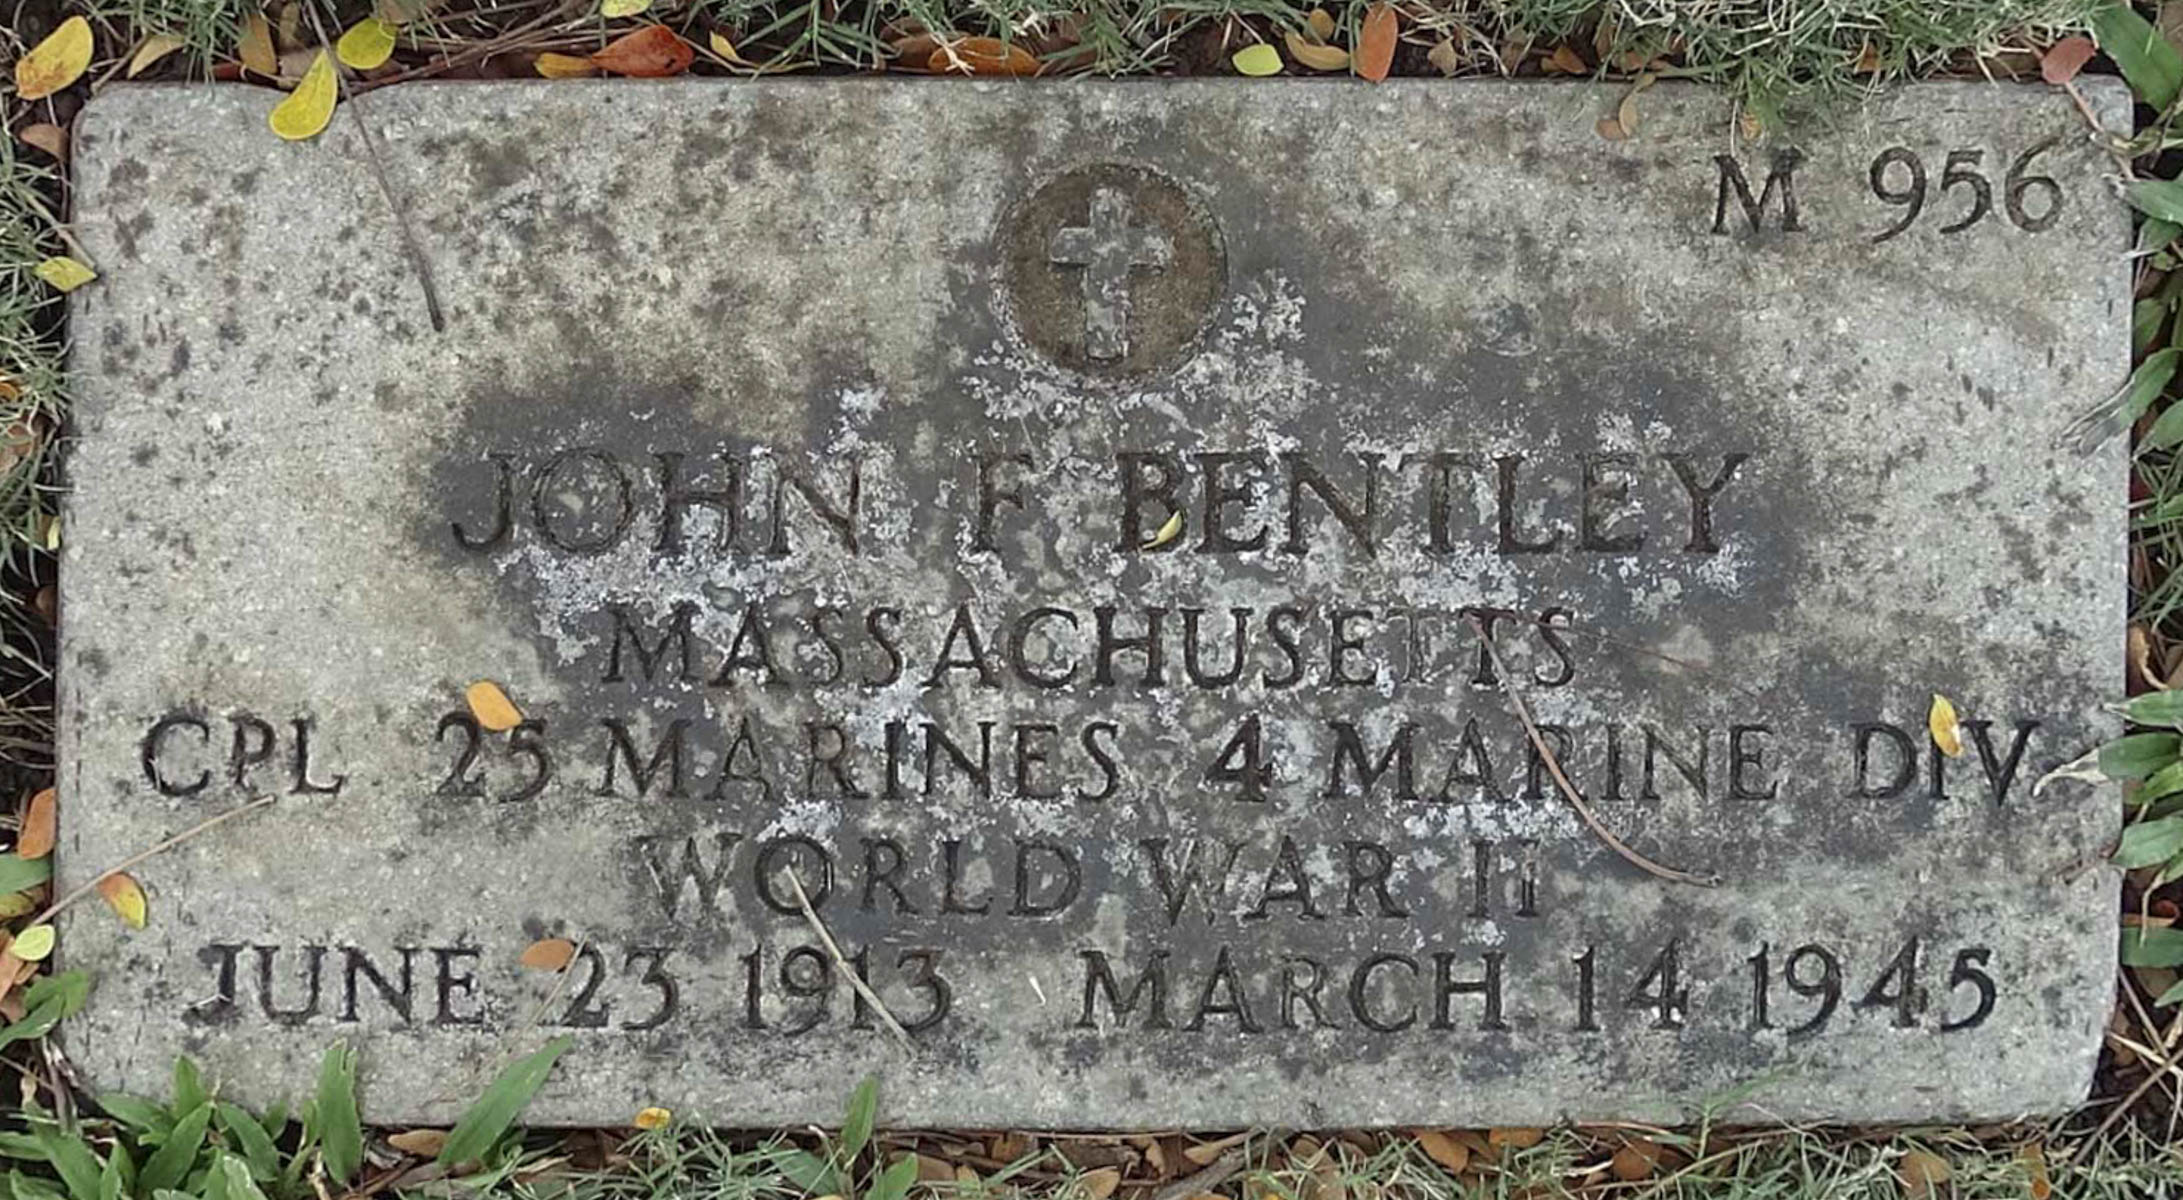 M 956
JOHN F BENTLEY
MASSACHUSETTS
CPL 25 MARINES 4 MARINE DIV
WORLD WAR II
JUNE 23 1913 MARCH 14 1945